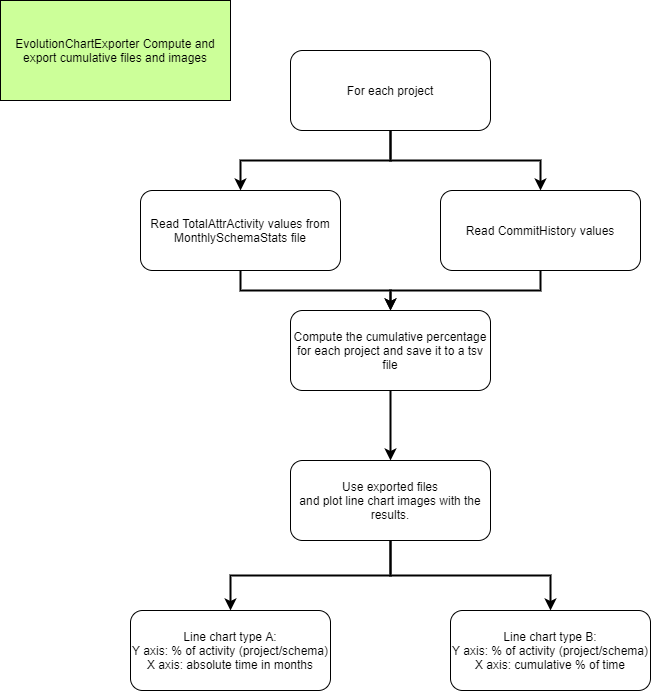 EvolutionChartExporter Compute and
export cumulative files and images
For each project
Read TotalAttrActivity values from
MonthlySchemaStats file
Read CommitHistory values
Compute the cumulative percentage
for each project and save it to a tsv
file
Use exported files
and plot line chart images with the
results.
Line chart type A:
Y axis: % of activity (project/schema)
X axis: absolute time in months
Line chart type B:
Y axis: % of activity (project/schema)
X axis: cumulative % of time